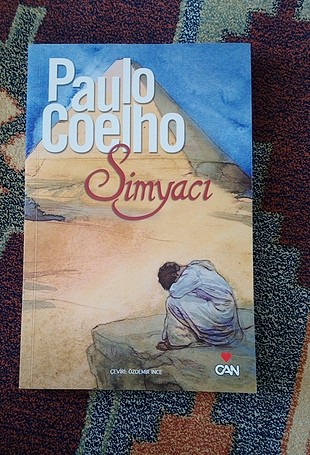 Paulo
Coelho
Simyacı
ÇEVİRİ: ÖZDEMİR İNCE
CAN